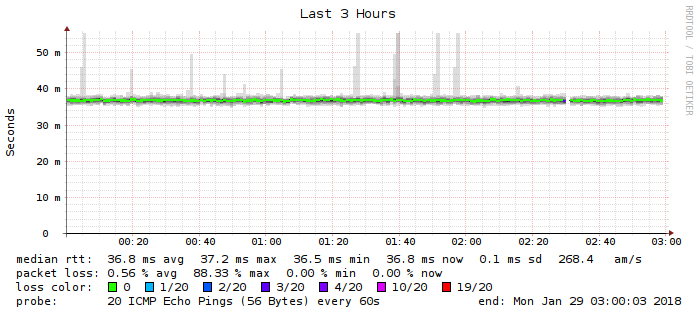 Last 3 Hours
RRDTOOL / TOBI OETIKER
Seconds
50 m
40 m
30 m
20 m
10 m
0
00:20 00:40 01:00 01:20 01:40 02:00 02:20 02:40 03:00
median rtt: 36.8 ms avg 37.2 ms max 36.5 ms min 36.8 ms now 0.1 ms sd 268.4 am/s
packet loss: 0.56 % avg 88.33 % max 0.00 % min 0.00 % now
loss color: 0 1/20 2/20 3/20 4/20 10/20 19/20
probe: 20 ICMP Echo Pings (56 Bytes) every 60s end: Mon Jan 29 03:00:03 2018